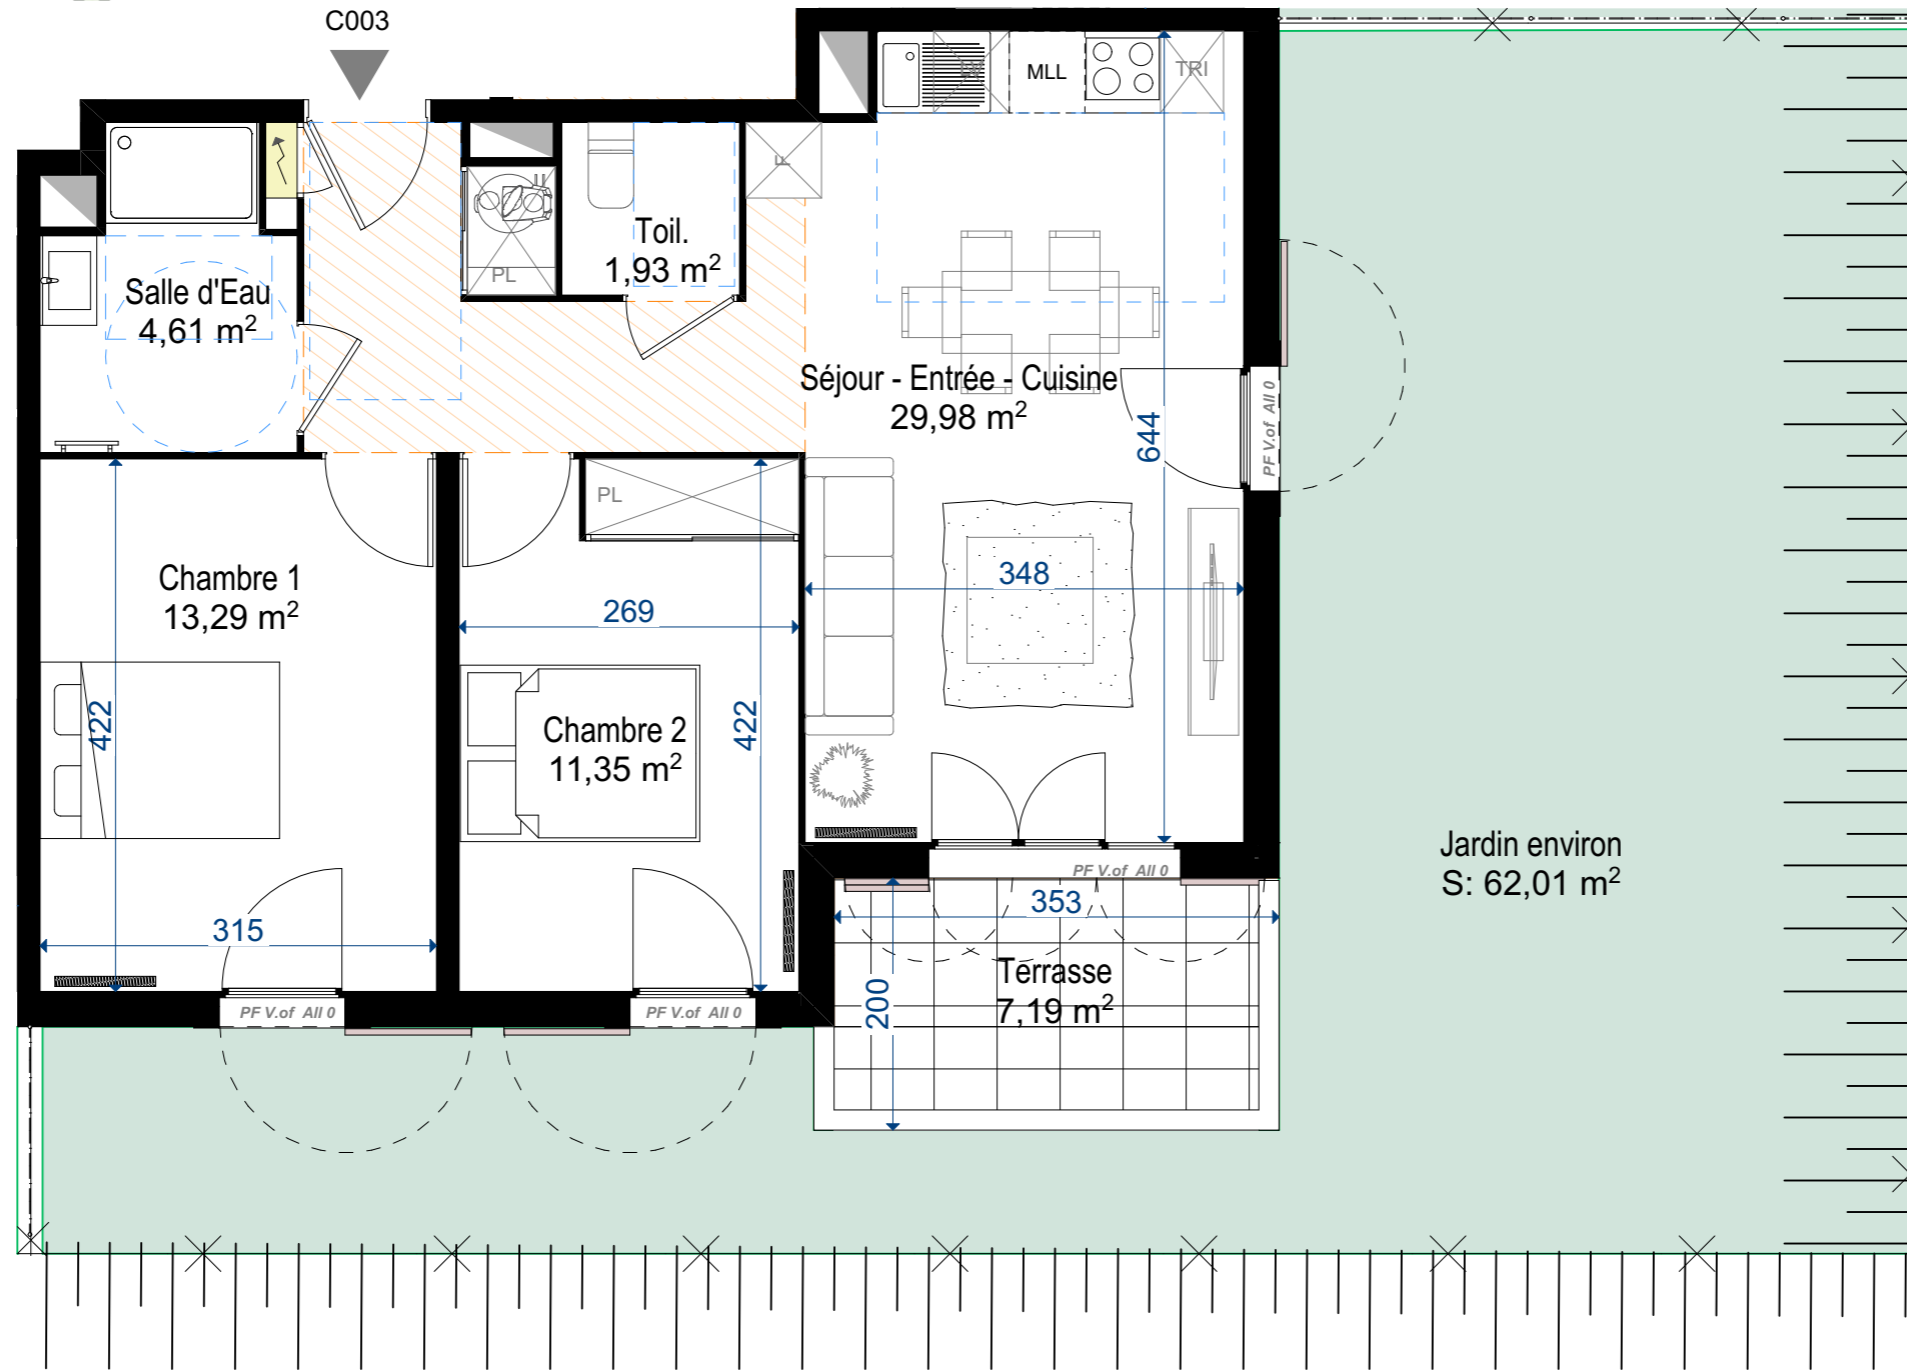 C003
MLL
TRI
F
LV
Toil.
1,93 m²
PL
Salle d'Eau
4,61 m²
Séjour - Entrée - Cuisine
29,98 m²
644
PF V.of All 0
PL
Chambre 1
13,29 m²
348
269
Chambre 2
11,35 m²
422
422
Jardin environ
S: 62,01 m²
PF V.of All 0
353
315
Terrasse
7,19 m²
200
PF V.of All 0
PF V.of All 0